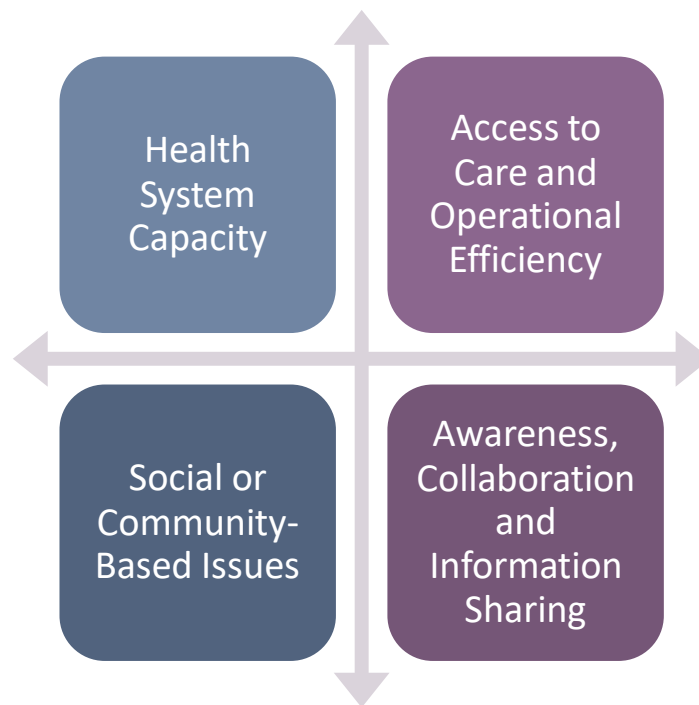 Health
System
Capacity
Access to
Care and
Operational
Efficiency
Social or
Community-
Based Issues
Awareness,
Collaboration
and
Information
Sharing